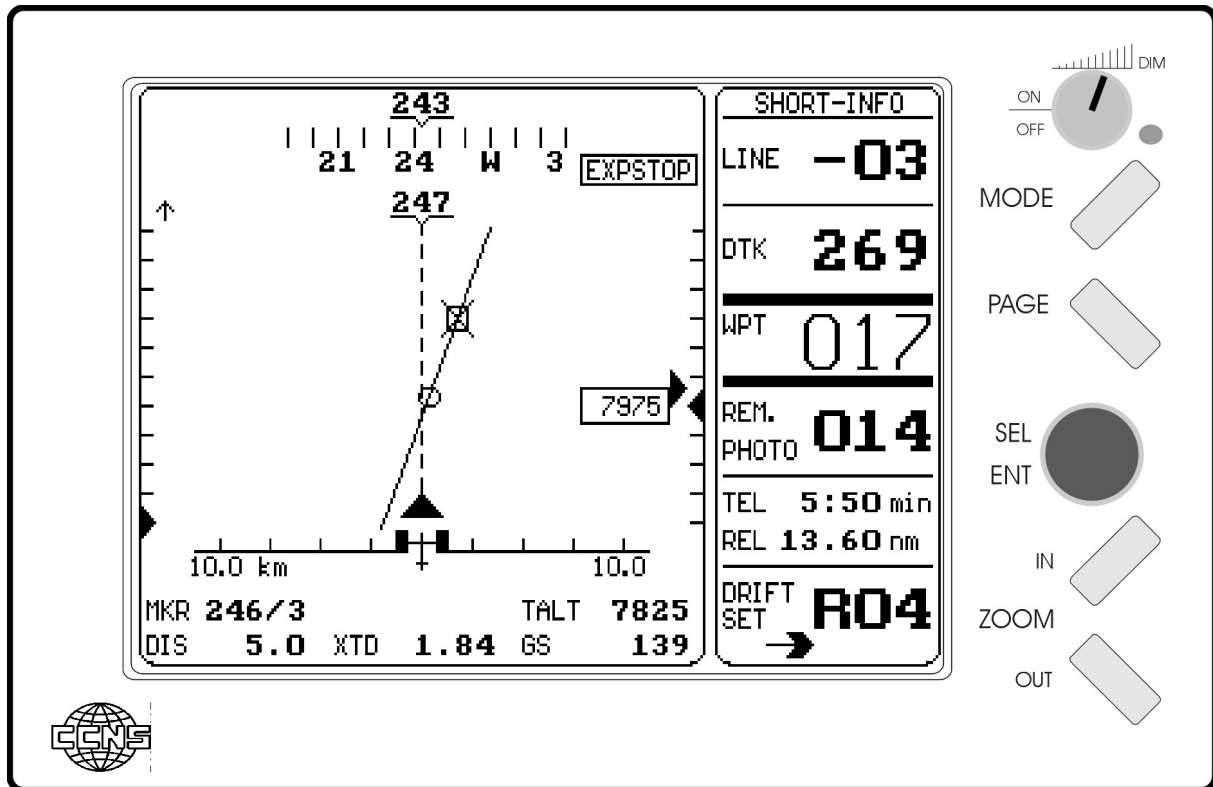 243
21 24 W 3
EXPSTOP
247
7975
10.0 km 10.0
MKR 246/3 TALT 7825
DIS 5.0 XTD 1.84 GS 139
SHORT-INFO
LINE -03
DTK 269
WPT 017
REM.
PHOTO 014
TEL 5:50 min
REL 13.60 nm
DRIFT
SET R04
DIM
ON
OFF
MODE
PAGE
SEL
ENT
IN
ZOOM
OUT
CCNS